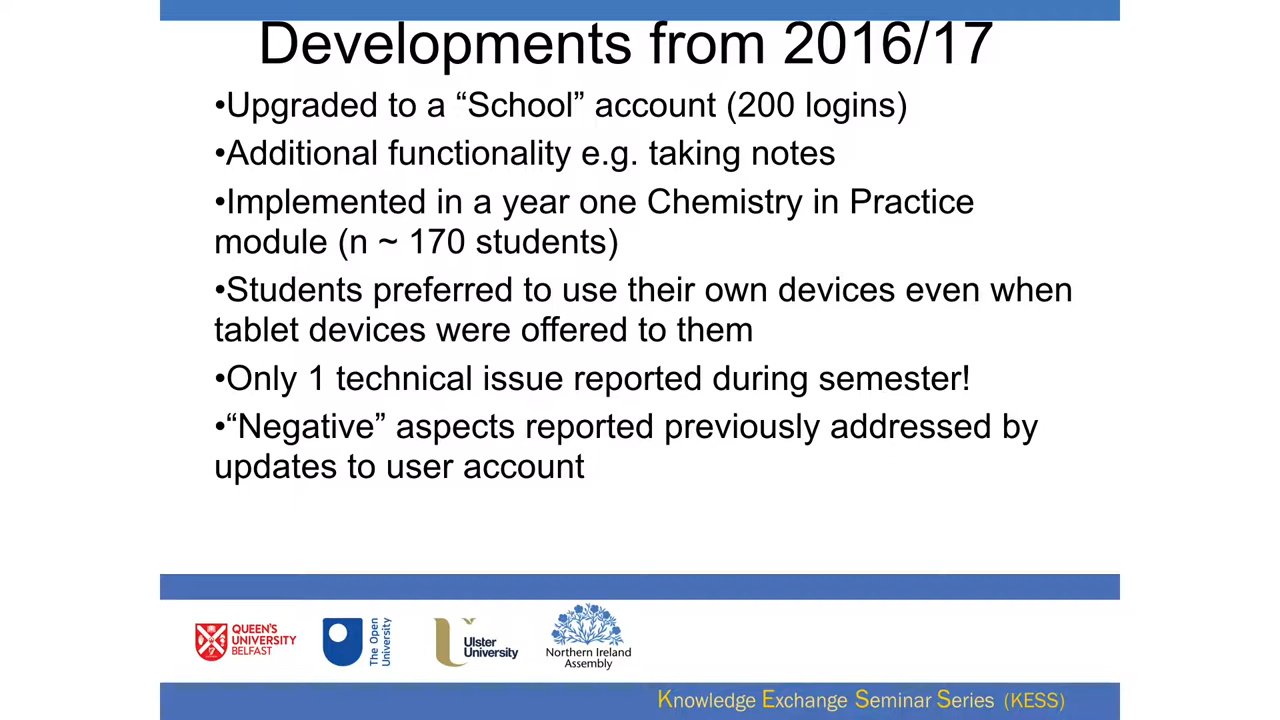 Developments from 2016/17
•Upgraded to a “School” account (200 logins)
•Additional functionality e.g. taking notes
•Implemented in a year one Chemistry in Practice
module (n ~ 170 students)
•Students preferred to use their own devices even when
tablet devices were offered to them
•Only 1 technical issue reported during semester!
•“Negative” aspects reported previously addressed by
updates to user account
QUEEN'S
UNIVERSITY
BELFAST
The Open
University
Ulster
University
Northern Ireland
Assembly
Knowledge Exchange Seminar Series (KESS)